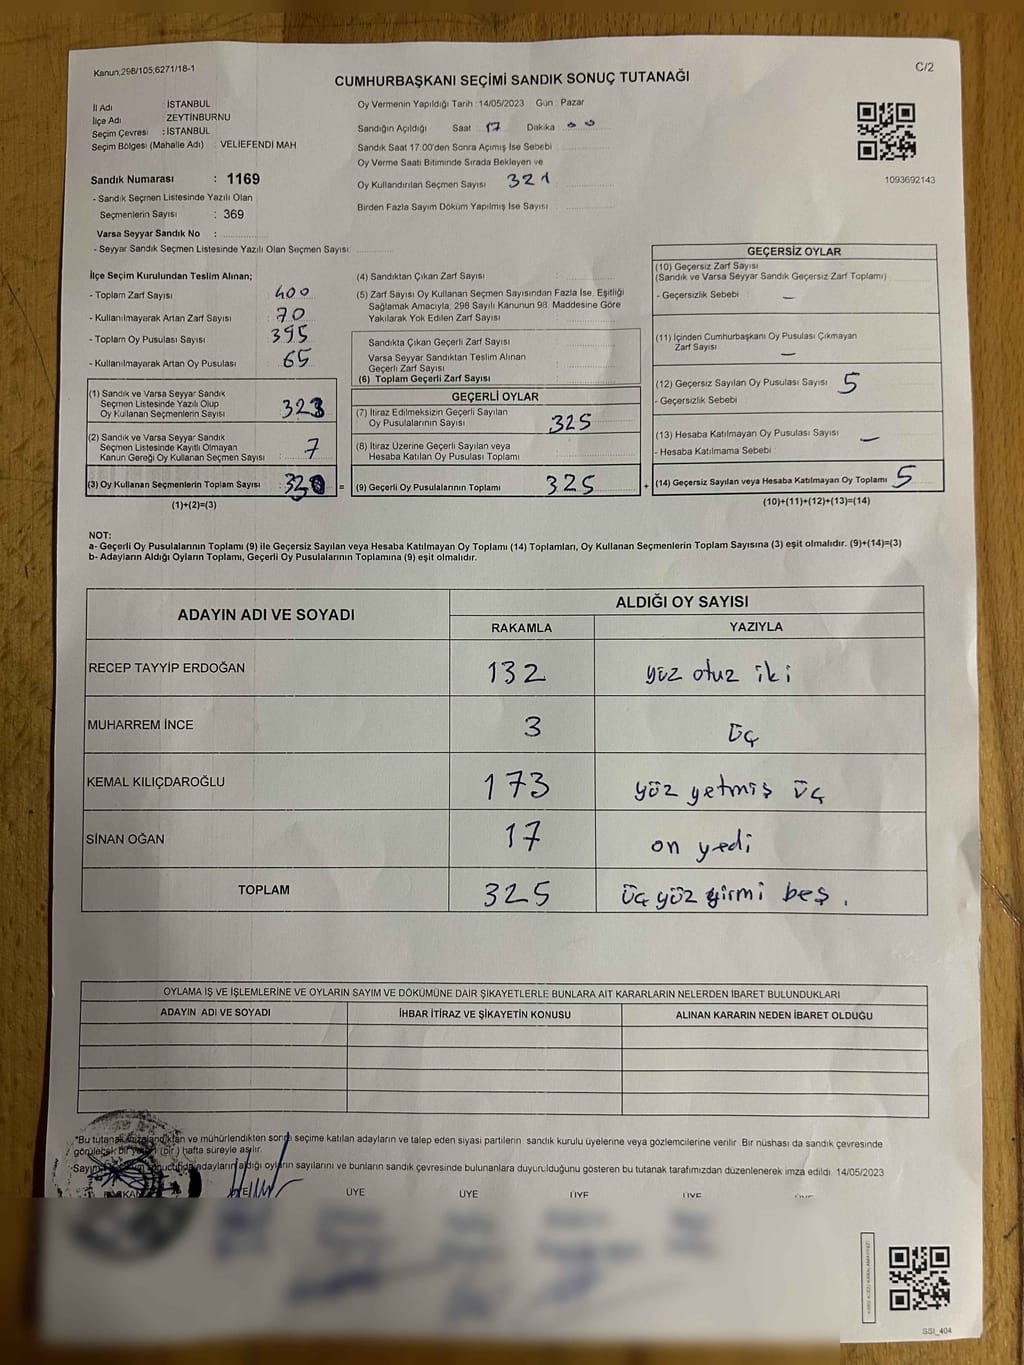 Kanun,298/105,6271/18-1
C/2
CUMHURBAŞKANI SEÇİMİ SANDIK SONUÇ TUTANAĞI
İl Adı : İSTANBUL
İlçe Adı : ZEYTİNBURNU
Seçim Çevresi : İSTANBUL
Seçim Bölgesi (Mahalle Adı) VELİEFENDİ MAH
Sandık Numarası : 1169
- Sandık Seçmen Listesinde Yazılı Olan
Seçmenlerin Sayısı : 369
Varsa Seyyar Sandık No :
- Seyyar Sandık Seçmen Listesinde Yazılı Olan Seçmen Sayısı:
Oy Vermenin Yapıldığı Tarih : 14/05/2023 Gün : Pazar
Sandığın Açıldığı Saat 17 Dakika 00
Sandık Saat 17.00'den Sonra Açımış İse Sebebi
Oy Verme Saati Bitiminde Sırada Bekleyen ve
Oy Kullandırılan Seçmen Sayısı 321
Birden Fazla Sayım Döküm Yapılmış İse Sayısı
1093692143
İlçe Seçim Kurulundan Teslim Alınan;
- Toplam Zarf Sayısı 400
- Kullanılmayarak Artan Zarf Sayısı 70
- Toplam Oy Pusulası Sayısı 395
- Kullanılmayarak Artan Oy Pusulası 65
(1) Sandık ve Varsa Seyyar Sandık
Seçmen Listesinde Yazılı Olup
Oy Kullanan Seçmenlerin Sayısı 323
(2) Sandık ve Varsa Seyyar Sandık
Seçmen Listesinde Kayıtlı Olmayan
Kanun Gereği Oy Kullanan Seçmen Sayısı 7
(3) Oy Kullanan Seçmenlerin Toplam Sayısı 330 =
(1)+(2)=(3)
(4) Sandıktan Çıkan Zarf Sayısı
(5) Zarf Sayısı Oy Kullanan Seçmen Sayısından Fazla İse, Eşitliği
Sağlamak Amacıyla, 298 Sayılı Kanunun 98. Maddesine Göre
Yakılarak Yok Edilen Zarf Sayısı
Sandıkta Çıkan Geçerli Zarf Sayısı
Varsa Seyyar Sandıktan Teslim Alınan
Geçerli Zarf Sayısı
(6) Toplam Geçerli Zarf Sayısı
GEÇERLİ OYLAR
(7) İtiraz Edilmeksizin Geçerli Sayılan
Oy Pusulalarının Sayısı 325
(8) İtiraz Üzerine Geçerli Sayılan veya
Hesaba Katılan Oy Pusulası Toplamı
(9) Geçerli Oy Pusulalarının Toplamı 325 +
GEÇERSİZ OYLAR
(10) Geçersiz Zarf Sayısı
(Sandık ve Varsa Seyyar Sandık Geçersiz Zarf Toplamı)
- Geçersizlik Sebebi —
(11) İçinden Cumhurbaşkanı Oy Pusulası Çıkmayan
Zarf Sayısı —
(12) Geçersiz Sayılan Oy Pusulası Sayısı 5
- Geçersizlik Sebebi
(13) Hesaba Katılmayan Oy Pusulası Sayısı —
- Hesaba Katılmama Sebebi
(14) Geçersiz Sayılan veya Hesaba Katılmayan Oy Toplamı 5
(10)+(11)+(12)+(13)=(14)
NOT:
a- Geçerli Oy Pusulalarının Toplamı (9) ile Geçersiz Sayılan veya Hesaba Katılmayan Oy Toplamı (14) Toplamları, Oy Kullanan Seçmenlerin Toplam Sayısına (3) eşit olmalıdır. (9)+(14)=(3)
b- Adayların Aldığı Oyların Toplamı, Geçerli Oy Pusulalarının Toplamına (9) eşit olmalıdır.
ADAYIN ADI VE SOYADI
ALDIĞI OY SAYISI
RAKAMLA YAZIYLA
RECEP TAYYİP ERDOĞAN 132 yüz otuz iki
MUHARREM İNCE 3 üç
KEMAL KILIÇDAROĞLU 173 yüz yetmiş üç
SİNAN OĞAN 17 on yedi
TOPLAM 325 üç yüz yirmi beş.
OYLAMA İŞ VE İŞLEMLERİNE VE OYLARIN SAYIM VE DÖKÜMÜNE DAİR ŞİKAYETLERLE BUNLARA AİT KARARLARIN NELERDEN İBARET BULUNDUKLARI
ADAYIN ADI VE SOYADI İHBAR İTİRAZ VE ŞİKAYETİN KONUSU ALINAN KARARIN NEDEN İBARET OLDUĞU
*Bu tutanak imzalandıktan ve mühürlendikten sonra seçime katılan adayların ve talep eden siyasi partilerin sandık kurulu üyelerine veya gözlemcilerine verilir. Bir nüshası da sandık çevresinde
görülecek bir yere 1 (bir) hafta süreyle asılır.
adayların aldığı oyların sayılarını ve bunların sandık çevresinde bulunanlara duyurulduğunu gösteren bu tutanak tarafımızdan düzenlenerek imza edildi. 14/05/2023
BAŞKAN ÜYE ÜYE ÜYE ÜYE ÜYE ÜYE
SSI_404